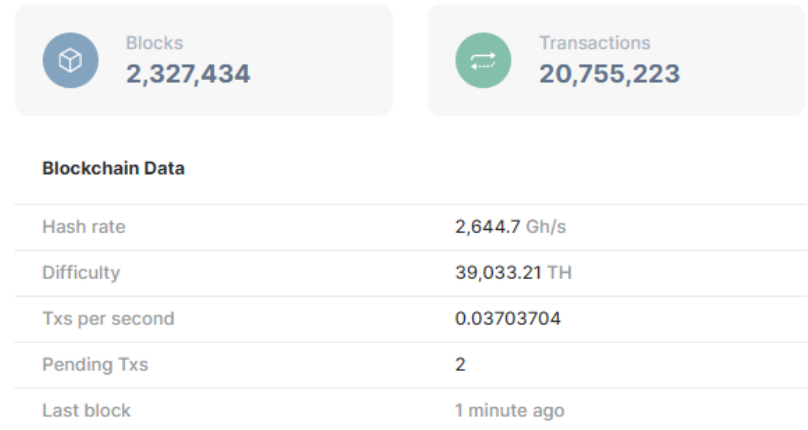 Blocks
2,327,434
Transactions
20,755,223
Blockchain Data
Hash rate 2,644.7 Gh/s
Difficulty 39,033.21 TH
Txs per second 0.03703704
Pending Txs 2
Last block 1 minute ago